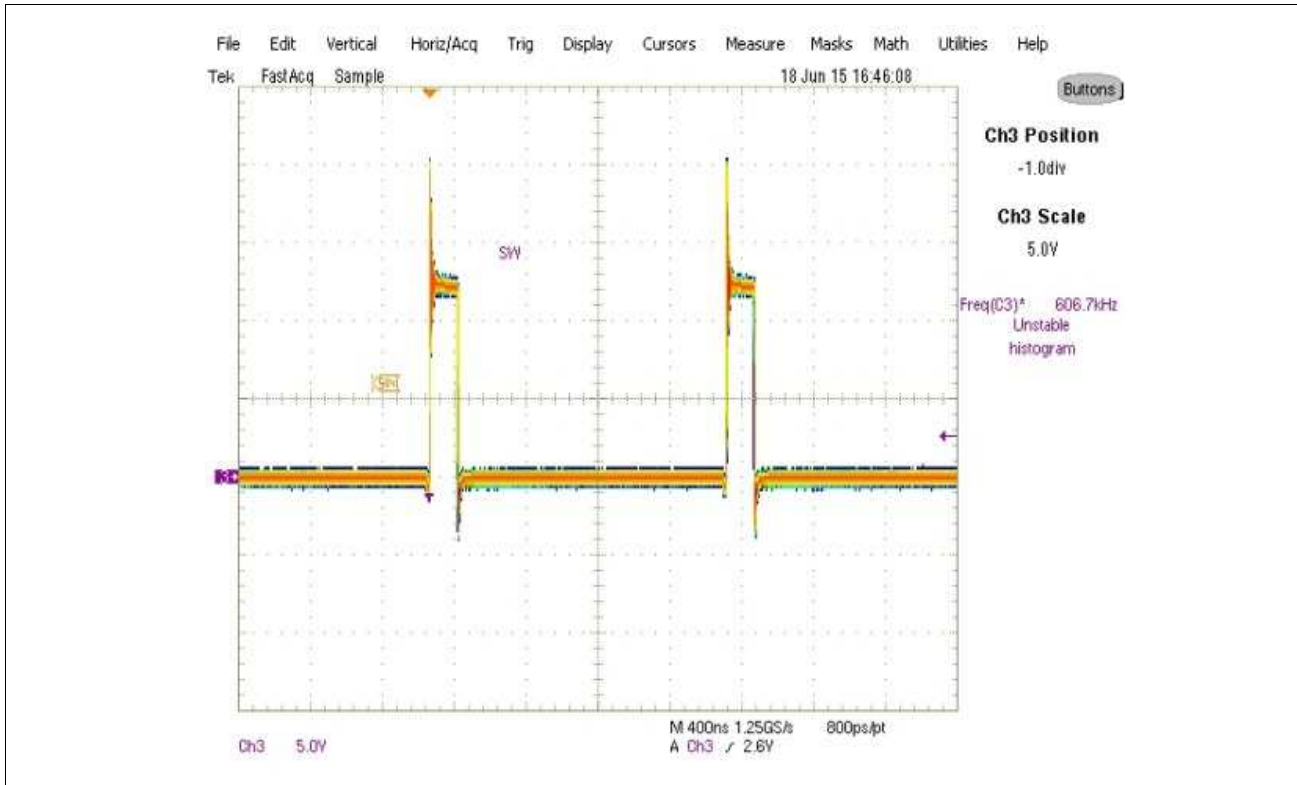 File Edit Vertical Horiz/Acq Trig Display Cursors Measure Masks Math Utilities Help
Tek FastAcq Sample 18 Jun 15 16:46:08
Buttons
Ch3 Position
-1.0div
Ch3 Scale
5.0V
SW
Freq(C3)* 606.7kHz
Unstable
histogram
SW
3
M 400ns 1.25GS/s 800ps/pt
Ch3 5.0V
A Ch3 / 2.6V